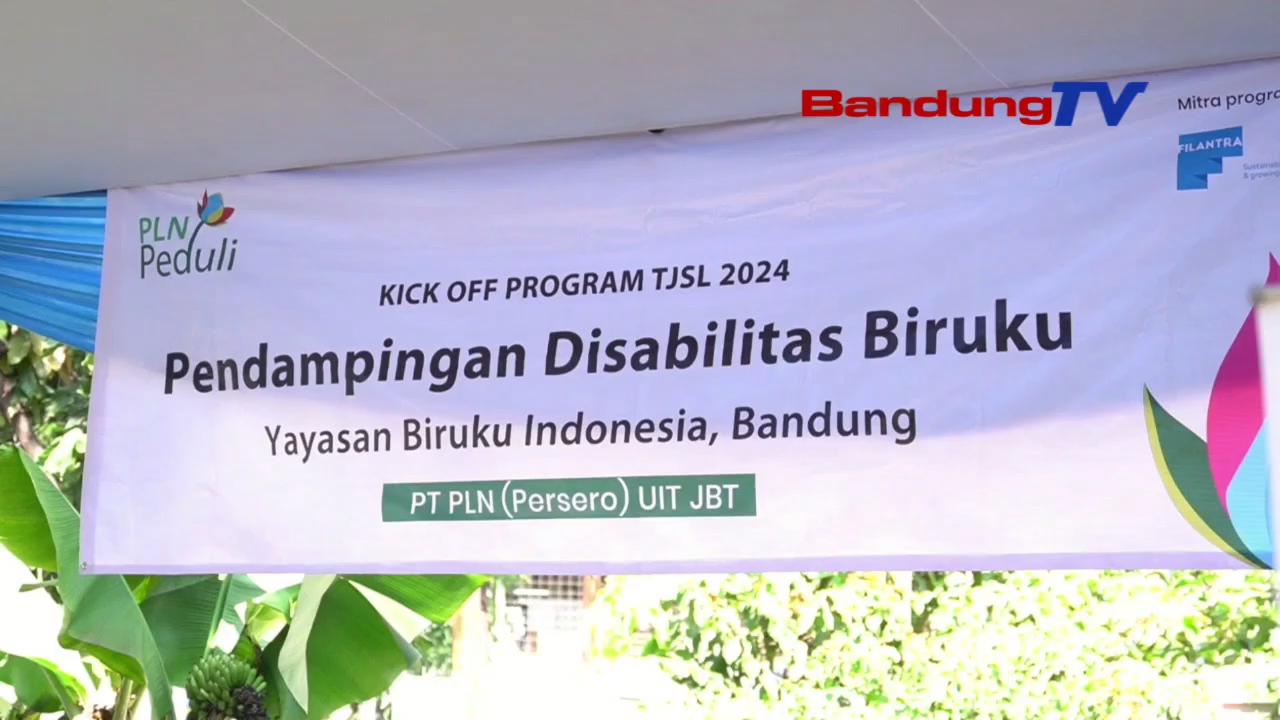 BandungTV
Mitra
FILANTRA
& growing
PLN
Peduli
KICK OFF PROGRAM TJSL 2024
Pendampingan Disabilitas Biruku
Yayasan Biruku Indonesia, Bandung
PT PLN (Persero) UIT JBT